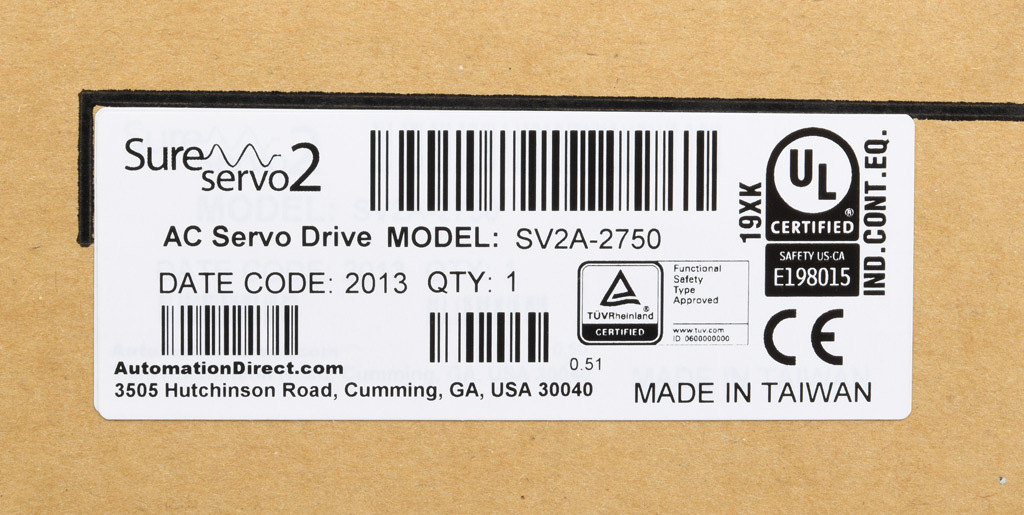 Sure servo 2
AC Servo Drive MODEL: SV2A-2750
DATE CODE: 2013 QTY: 1
AutomationDirect.com
3505 Hutchinson Road, Cumming, GA, USA 30040
0.51
TÜVRheinland®
CERTIFIED
Functional
Safety
Type
Approved
www.tuv.com
ID 0600000000
19XK
UL
®
CERTIFIED
SAFETY US-CA
E198015
IND.CONT.EQ.
CE
MADE IN TAIWAN